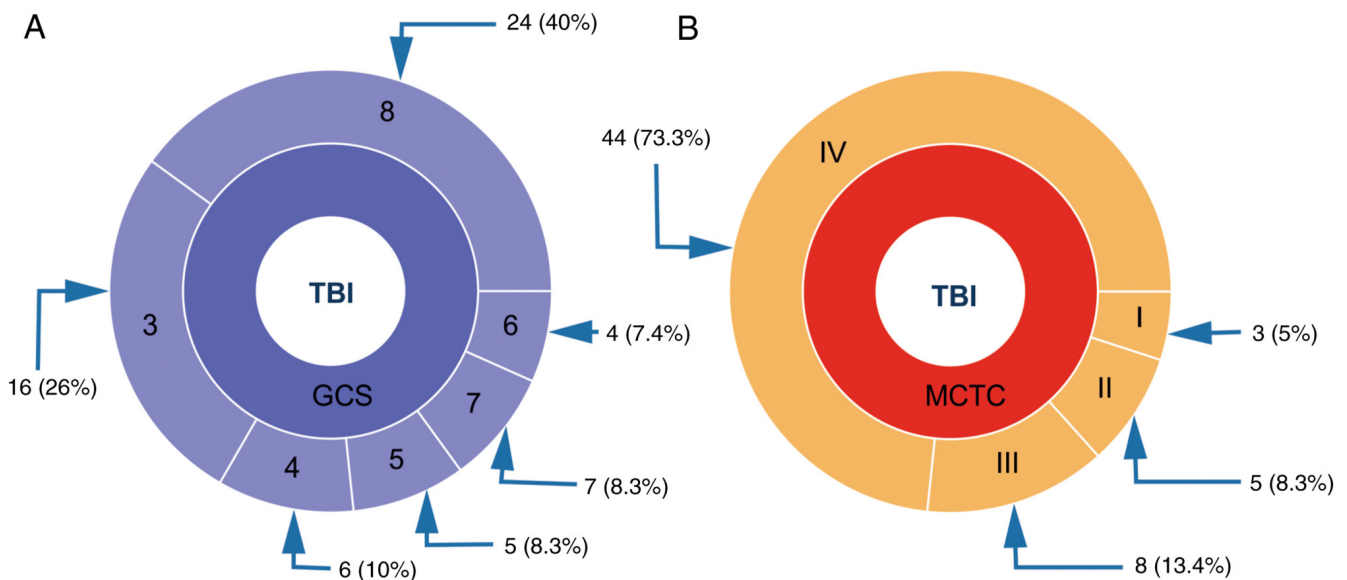 A
24 (40%)
8
3
TBI
6
4 (7.4%)
16 (26%)
GCS
7
4
5
7 (8.3%)
5 (8.3%)
6 (10%)
B
44 (73.3%)
IV
TBI
I
3 (5%)
MCTC
II
III
5 (8.3%)
8 (13.4%)